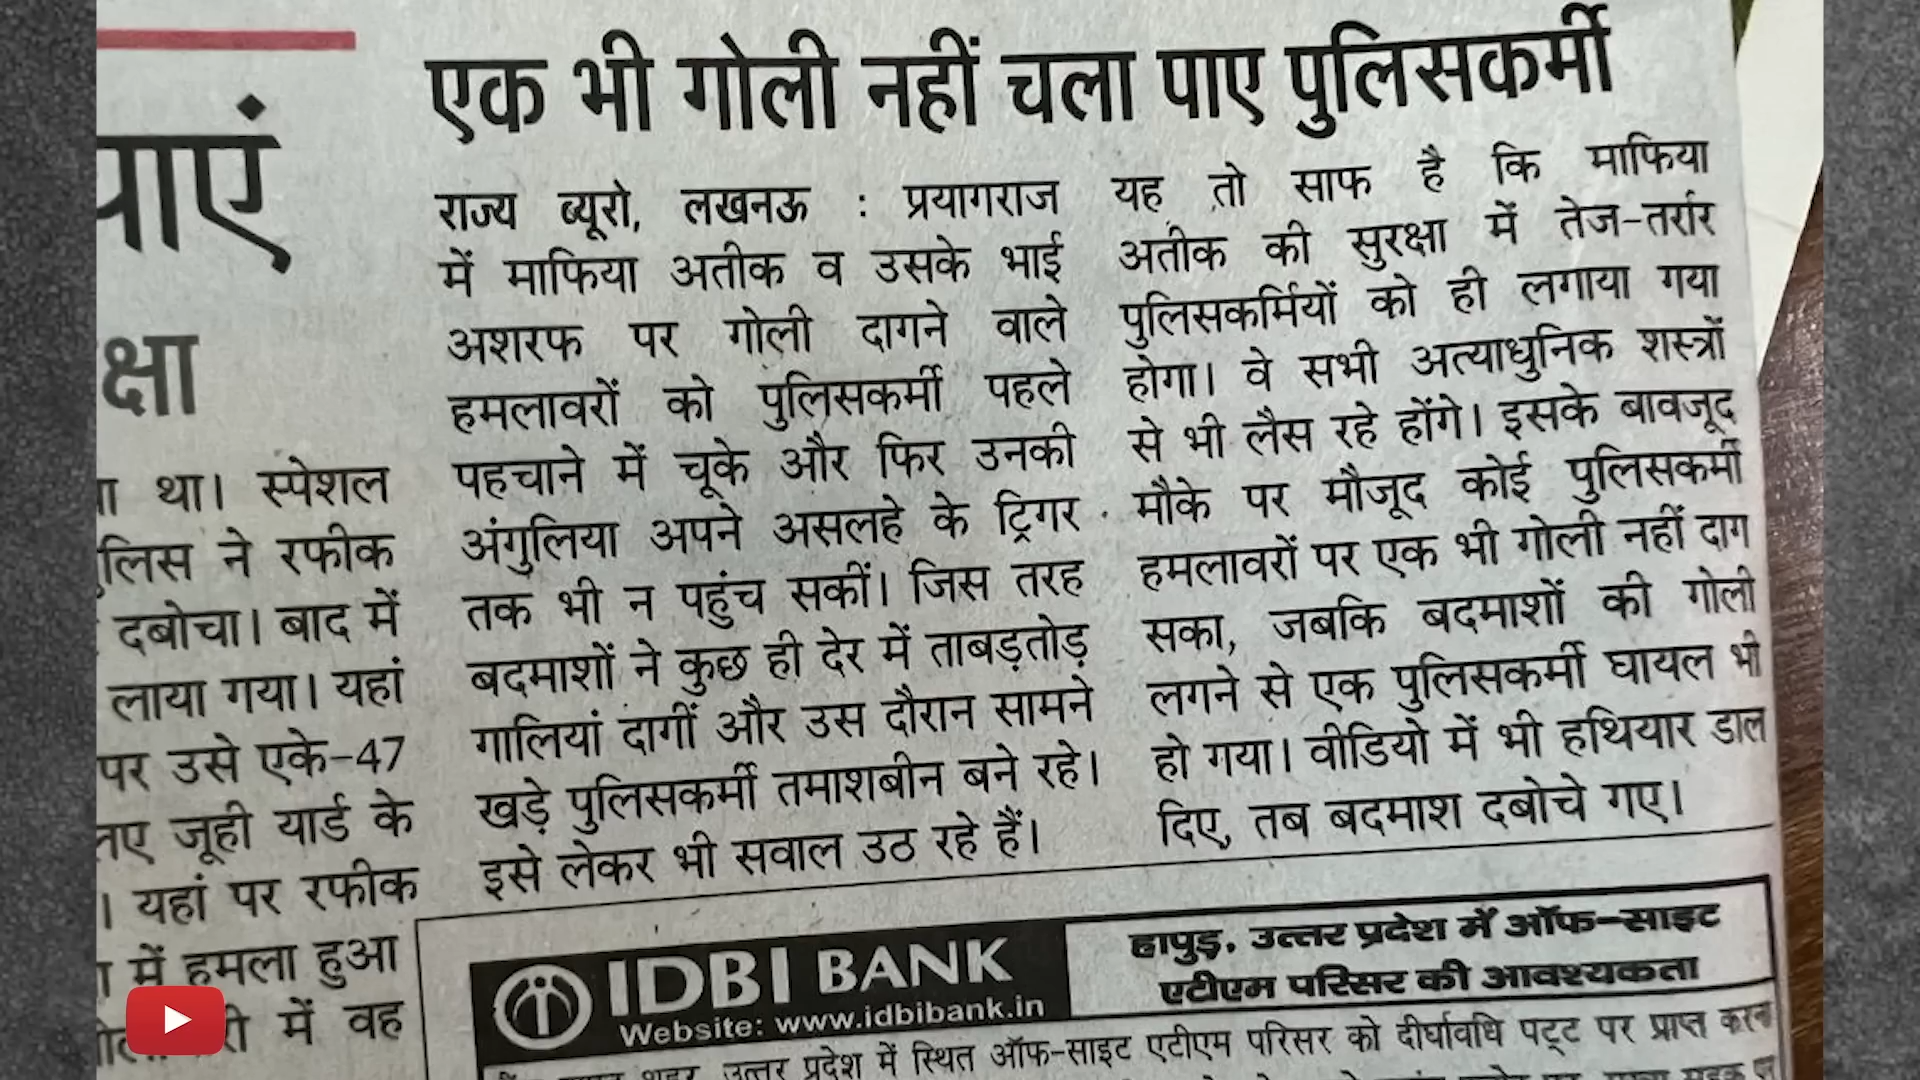 पाएं
क्षा
था। स्पेशल
ने रफीक
दबोचा। बाद में
लाया गया। यहां
पर उसे एके-47
जूही यार्ड के
। यहां पर रफीक
में हमला हुआ
में वह
एक भी गोली नहीं चला पाए पुलिसकर्मी
राज्य ब्यूरो, लखनऊ : प्रयागराज
में माफिया अतीक व उसके भाई
अशरफ पर गोली दागने वाले
हमलावरों को पुलिसकर्मी पहले
पहचाने में चूके और फिर उनकी
अंगुलिया अपने असलहे के ट्रिगर
तक भी न पहुंच सकीं। जिस तरह
बदमाशों ने कुछ ही देर में ताबड़तोड़
गालियां दागीं और उस दौरान सामने
खड़े पुलिसकर्मी तमाशबीन बने रहे।
इसे लेकर भी सवाल उठ रहे हैं।
यह तो साफ है कि माफिया
अतीक की सुरक्षा में तेज-तर्रार
पुलिसकर्मियों को ही लगाया गया
होगा। वे सभी अत्याधुनिक शस्त्रों
से भी लैस रहे होंगे। इसके बावजूद
मौके पर मौजूद कोई पुलिसकर्मी
हमलावरों पर एक भी गोली नहीं दाग
सका, जबकि बदमाशों की गोली
लगने से एक पुलिसकर्मी घायल भी
हो गया। वीडियो में भी हथियार डाल
दिए, तब बदमाश दबोचे गए।
IDBI BANK
Website: www.idbibank.in
हापुड़, उत्तर प्रदेश में ऑफ-साइट
एटीएम परिसर की आवश्यकता
उत्तर प्रदेश में स्थित ऑफ-साइट एटीएम परिसर को दीर्घावधि पट्ट पर प्राप्त करने